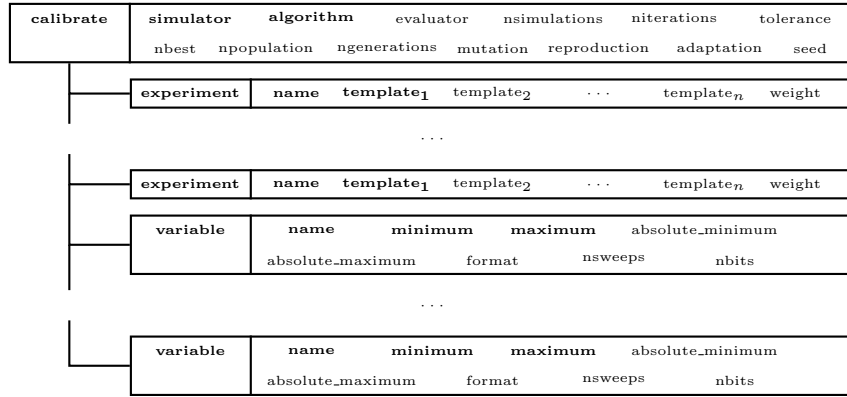 calibrate simulator algorithm evaluator nsimulations niterations tolerance
nbest npopulation ngenerations mutation reproduction adaptation seed
experiment name template₁ template₂ ... templateₙ weight
...
experiment name template₁ template₂ ... templateₙ weight
variable name minimum maximum absolute_minimum
absolute_maximum format nsweeps nbits
...
variable name minimum maximum absolute_minimum
absolute_maximum format nsweeps nbits